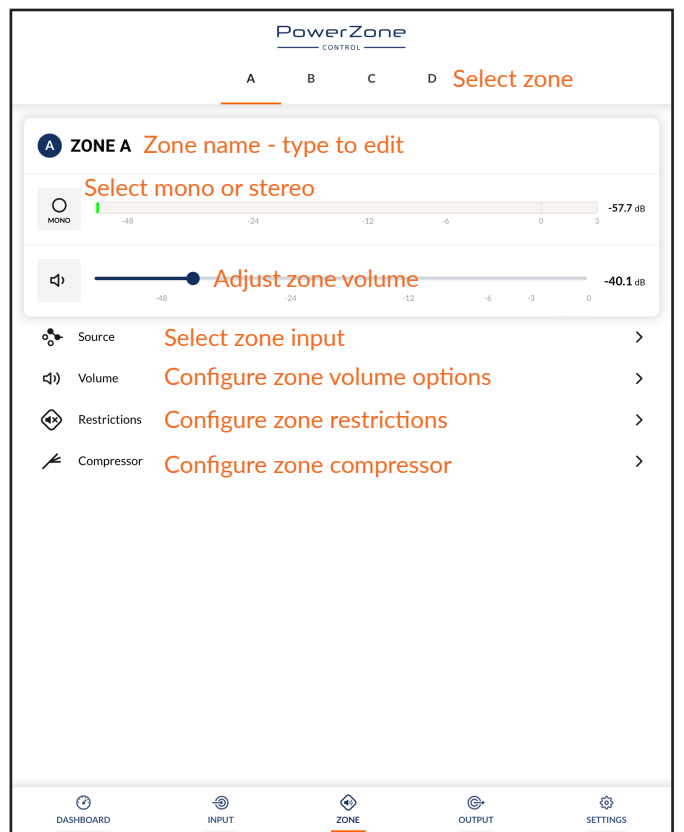 PowerZone
CONTROL
A B C D Select zone
A ZONE A Zone name - type to edit
Select mono or stereo
MONO -57.7 dB
-48 -24 -12 -6 0 3
Adjust zone volume -40.1 dB
-48 -24 -12 -6 -3 0
Source Select zone input
Volume Configure zone volume options
Restrictions Configure zone restrictions
Compressor Configure zone compressor
DASHBOARD INPUT ZONE OUTPUT SETTINGS